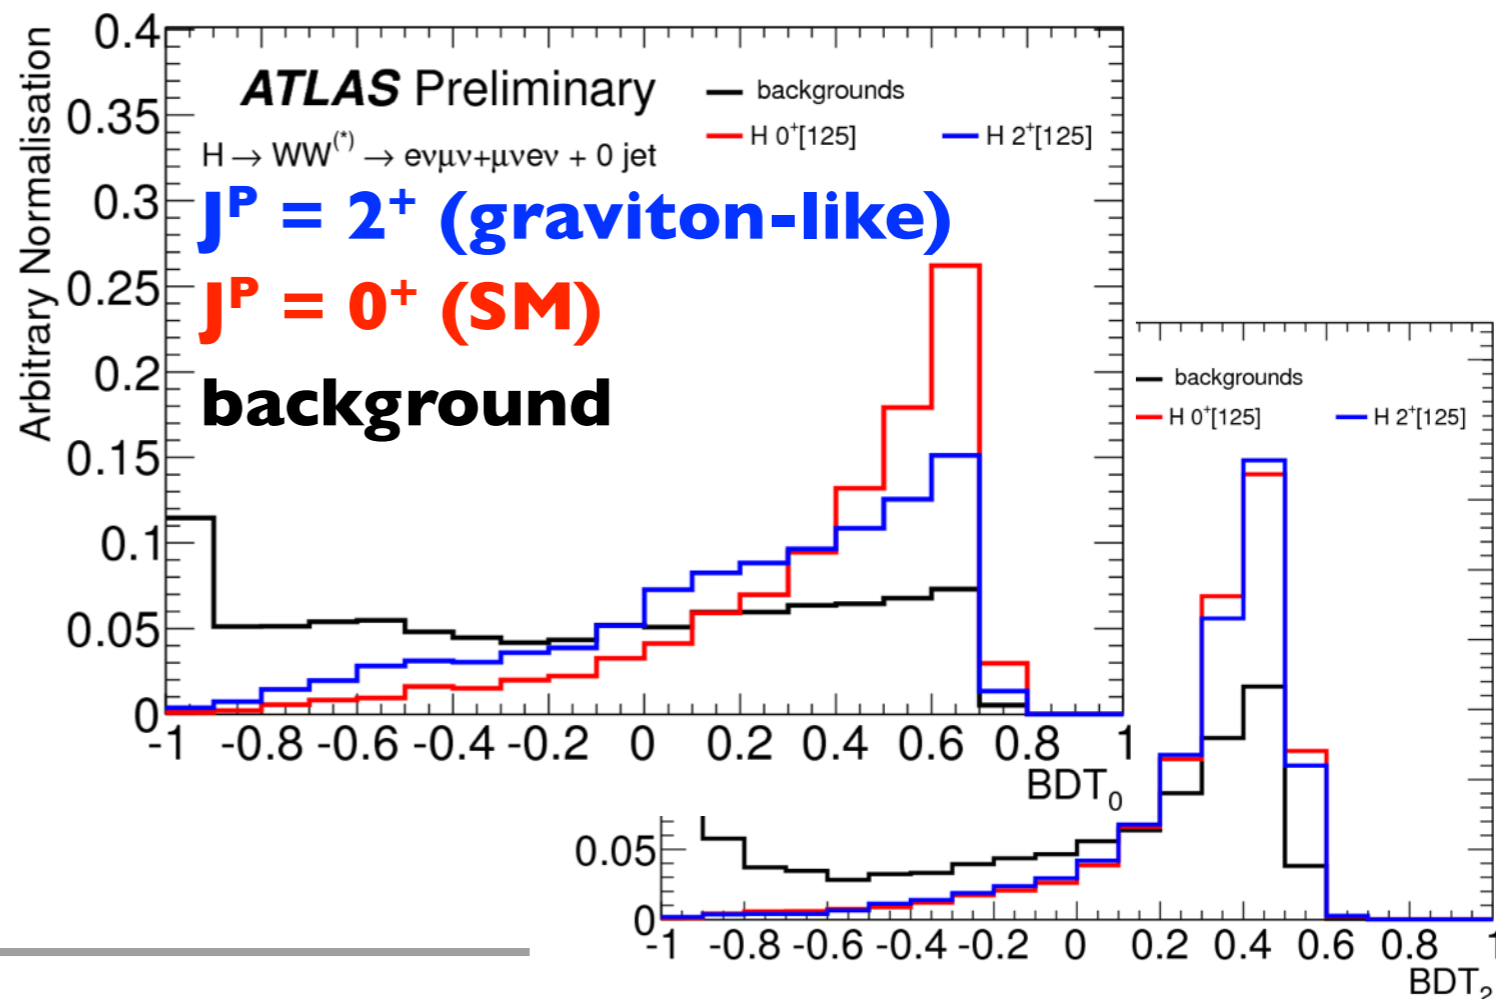 Arbitrary Normalisation
0.4
0.35
0.3
0.25
0.2
0.15
0.1
0.05
0
ATLAS Preliminary
H → WW(*) → eνμν+μνeν + 0 jet
backgrounds
H 0+[125] H 2+[125]
Jᴾ = 2⁺ (graviton-like)
Jᴾ = 0⁺ (SM)
background
-1 -0.8 -0.6 -0.4 -0.2 0 0.2 0.4 0.6 0.8 1
BDT0
backgrounds
H 0+[125] H 2+[125]
0.05
0
-1 -0.8 -0.6 -0.4 -0.2 0 0.2 0.4 0.6 0.8 1
BDT2